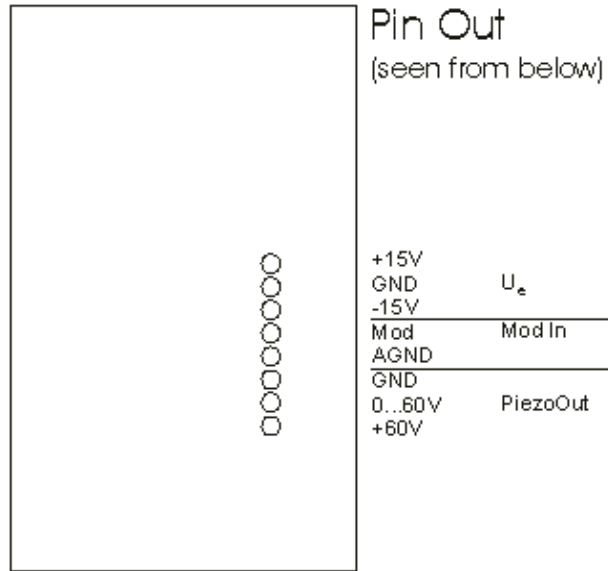 Pin Out
(seen from below)
+15V
GND Ue
-15V
Mod Mod In
AGND
GND
0...60V PiezoOut
+60V